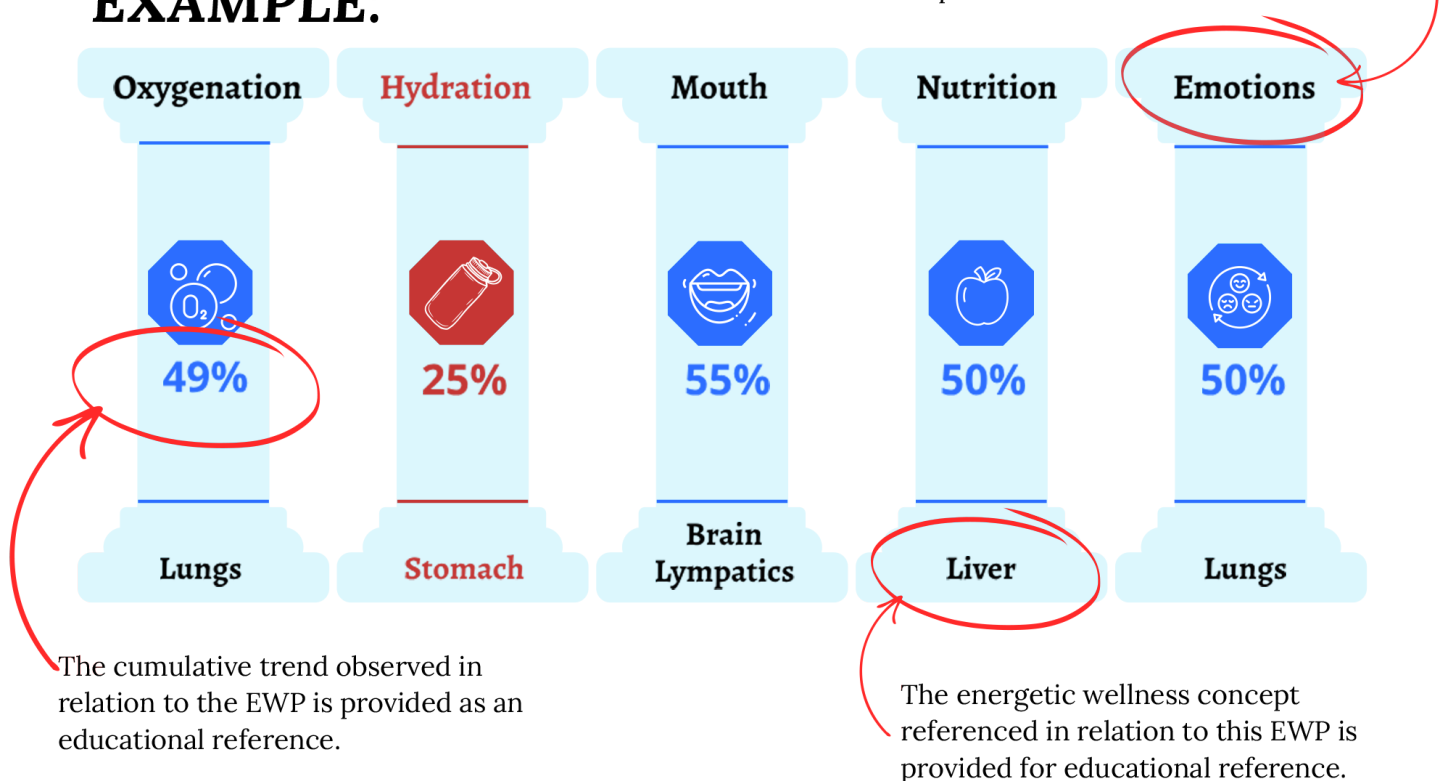 EXAMPLE.
Oxygenation
Hydration
Mouth
Nutrition
Emotions
O2
49%
25%
55%
50%
50%
Lungs
Stomach
Brain
Lympatics
Liver
Lungs
The cumulative trend observed in
relation to the EWP is provided as an
educational reference.
The energetic wellness concept
referenced in relation to this EWP is
provided for educational reference.